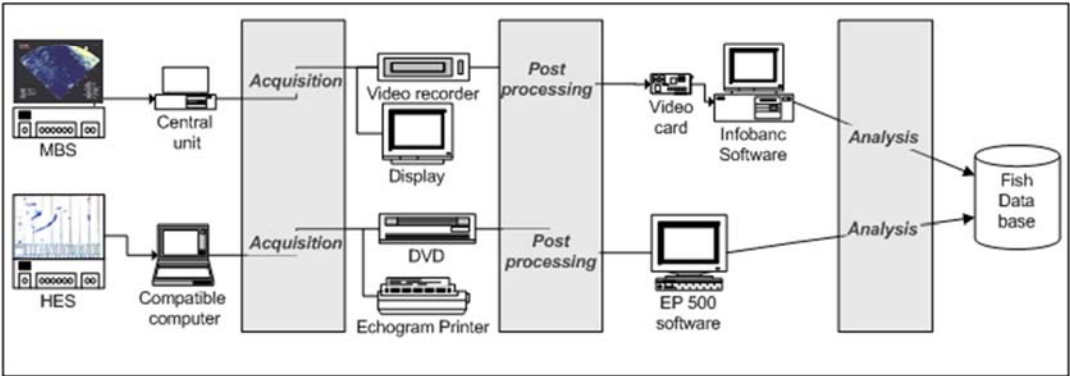 MBS
Central
unit
Acquisition
Video recorder
Display
Post
processing
Video
card
Infobanc
Software
Analysis
Fish
Data
base
HES
Compatible
computer
Acquisition
DVD
Echogram Printer
Post
processing
EP 500
software
Analysis